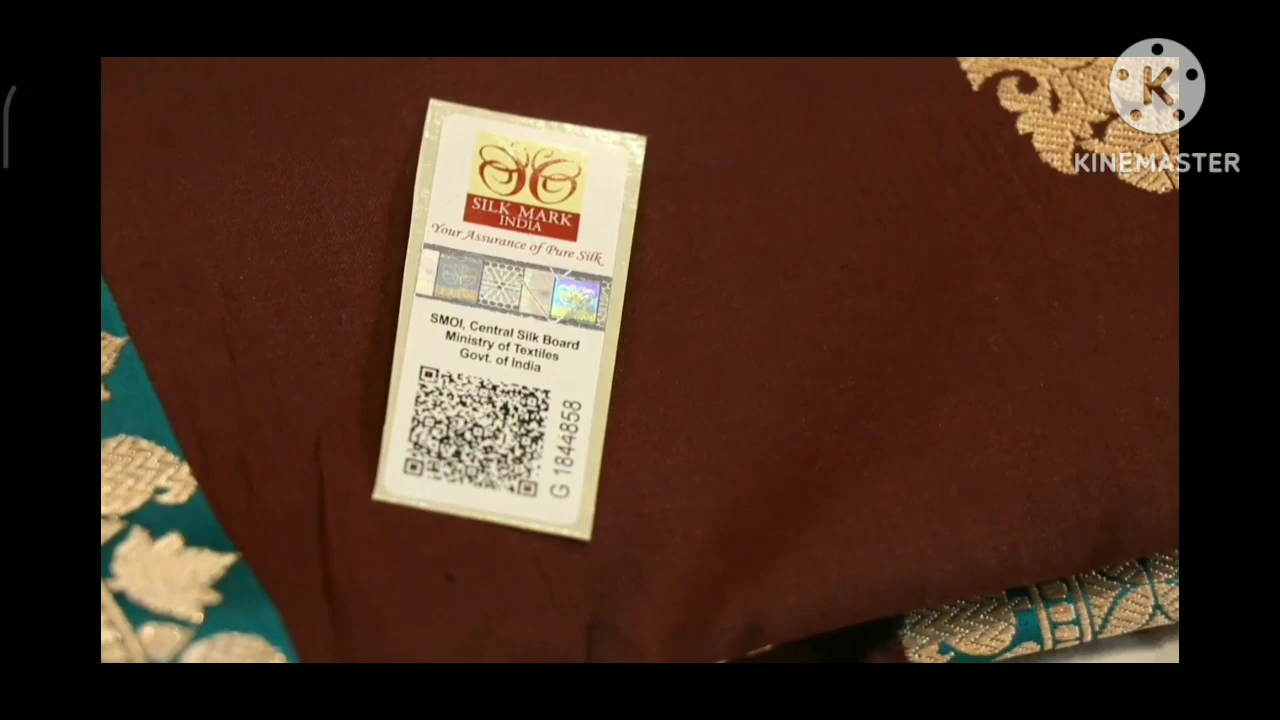 KINEMASTER
SILK MARK
INDIA
Your Assurance of Pure Silk
SMOI, Central Silk Board
Ministry of Textiles
Govt. of India
G 1844858